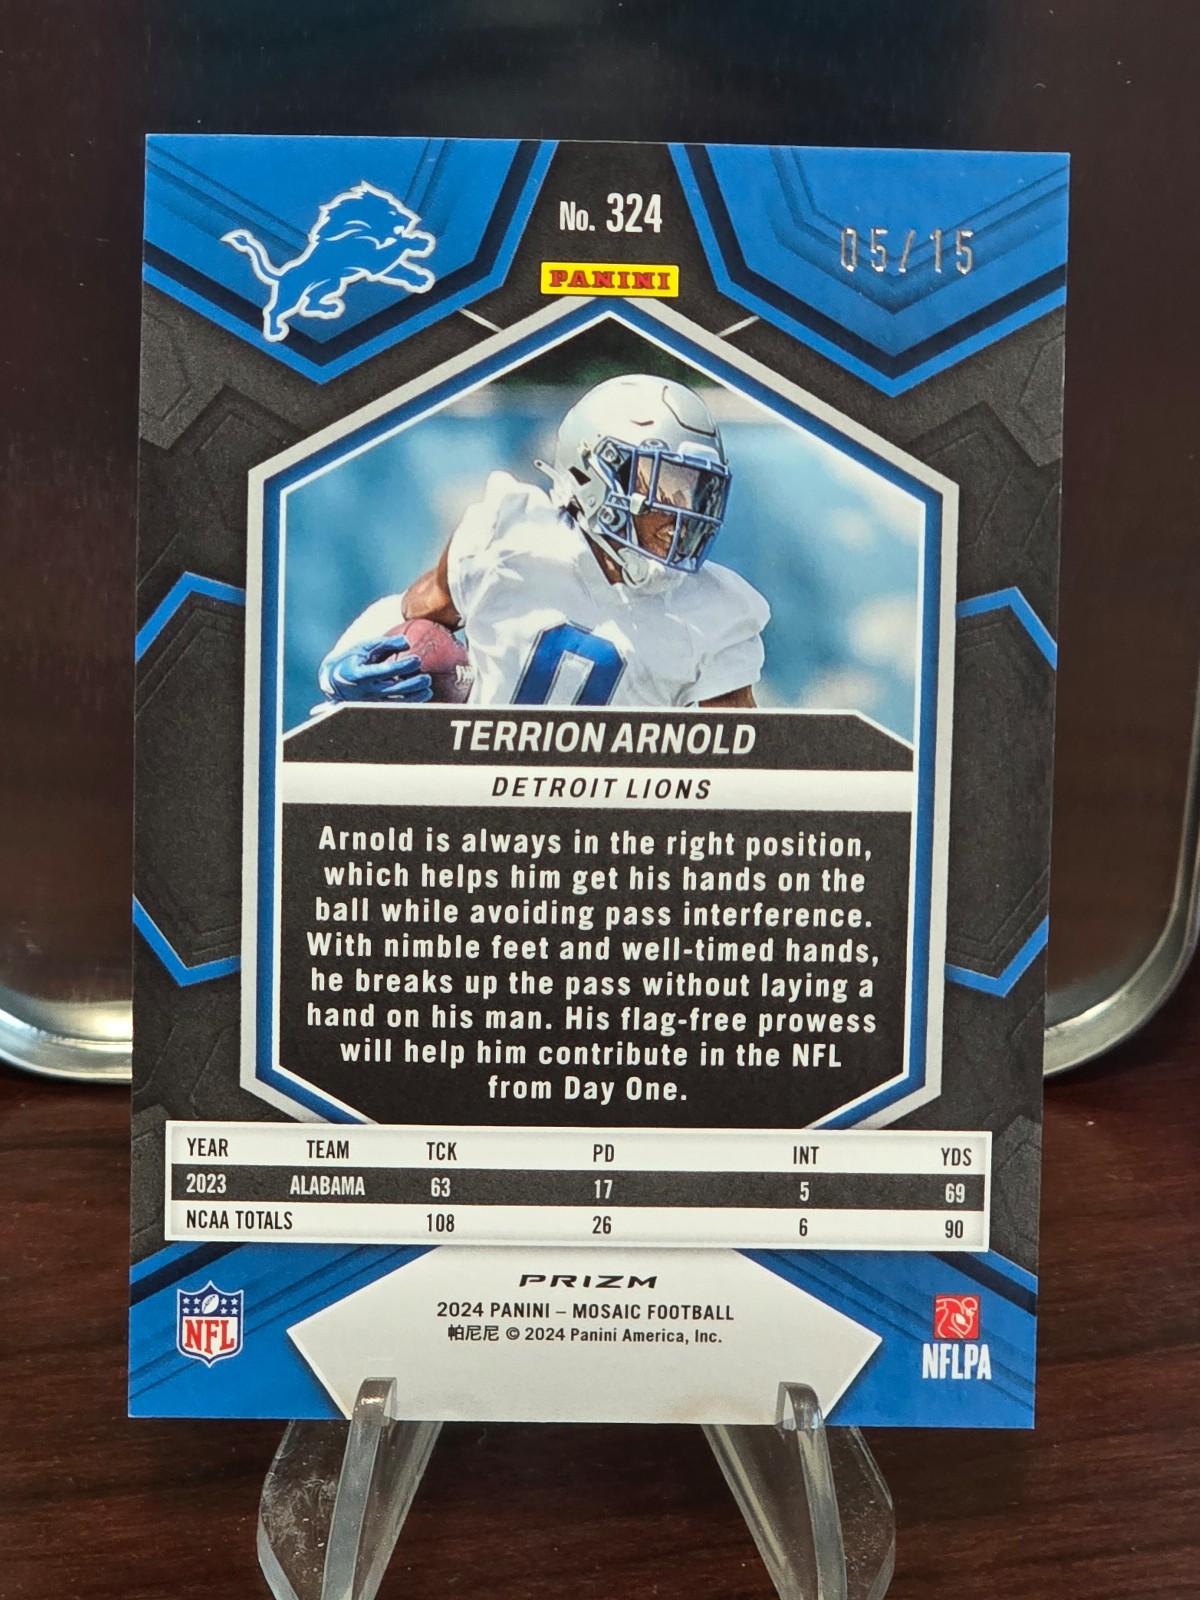 No. 324
05/15
PANINI
0
TERRION ARNOLD
DETROIT LIONS
Arnold is always in the right position,
which helps him get his hands on the
ball while avoiding pass interference.
With nimble feet and well-timed hands,
he breaks up the pass without laying a
hand on his man. His flag-free prowess
will help him contribute in the NFL
from Day One.
YEAR TEAM TCK PD INT YDS
2023 ALABAMA 63 17 5 69
NCAA TOTALS 108 26 6 90
PRIZM
2024 PANINI – MOSAIC FOOTBALL
帕尼尼 © 2024 Panini America, Inc.
NFL
NFLPA